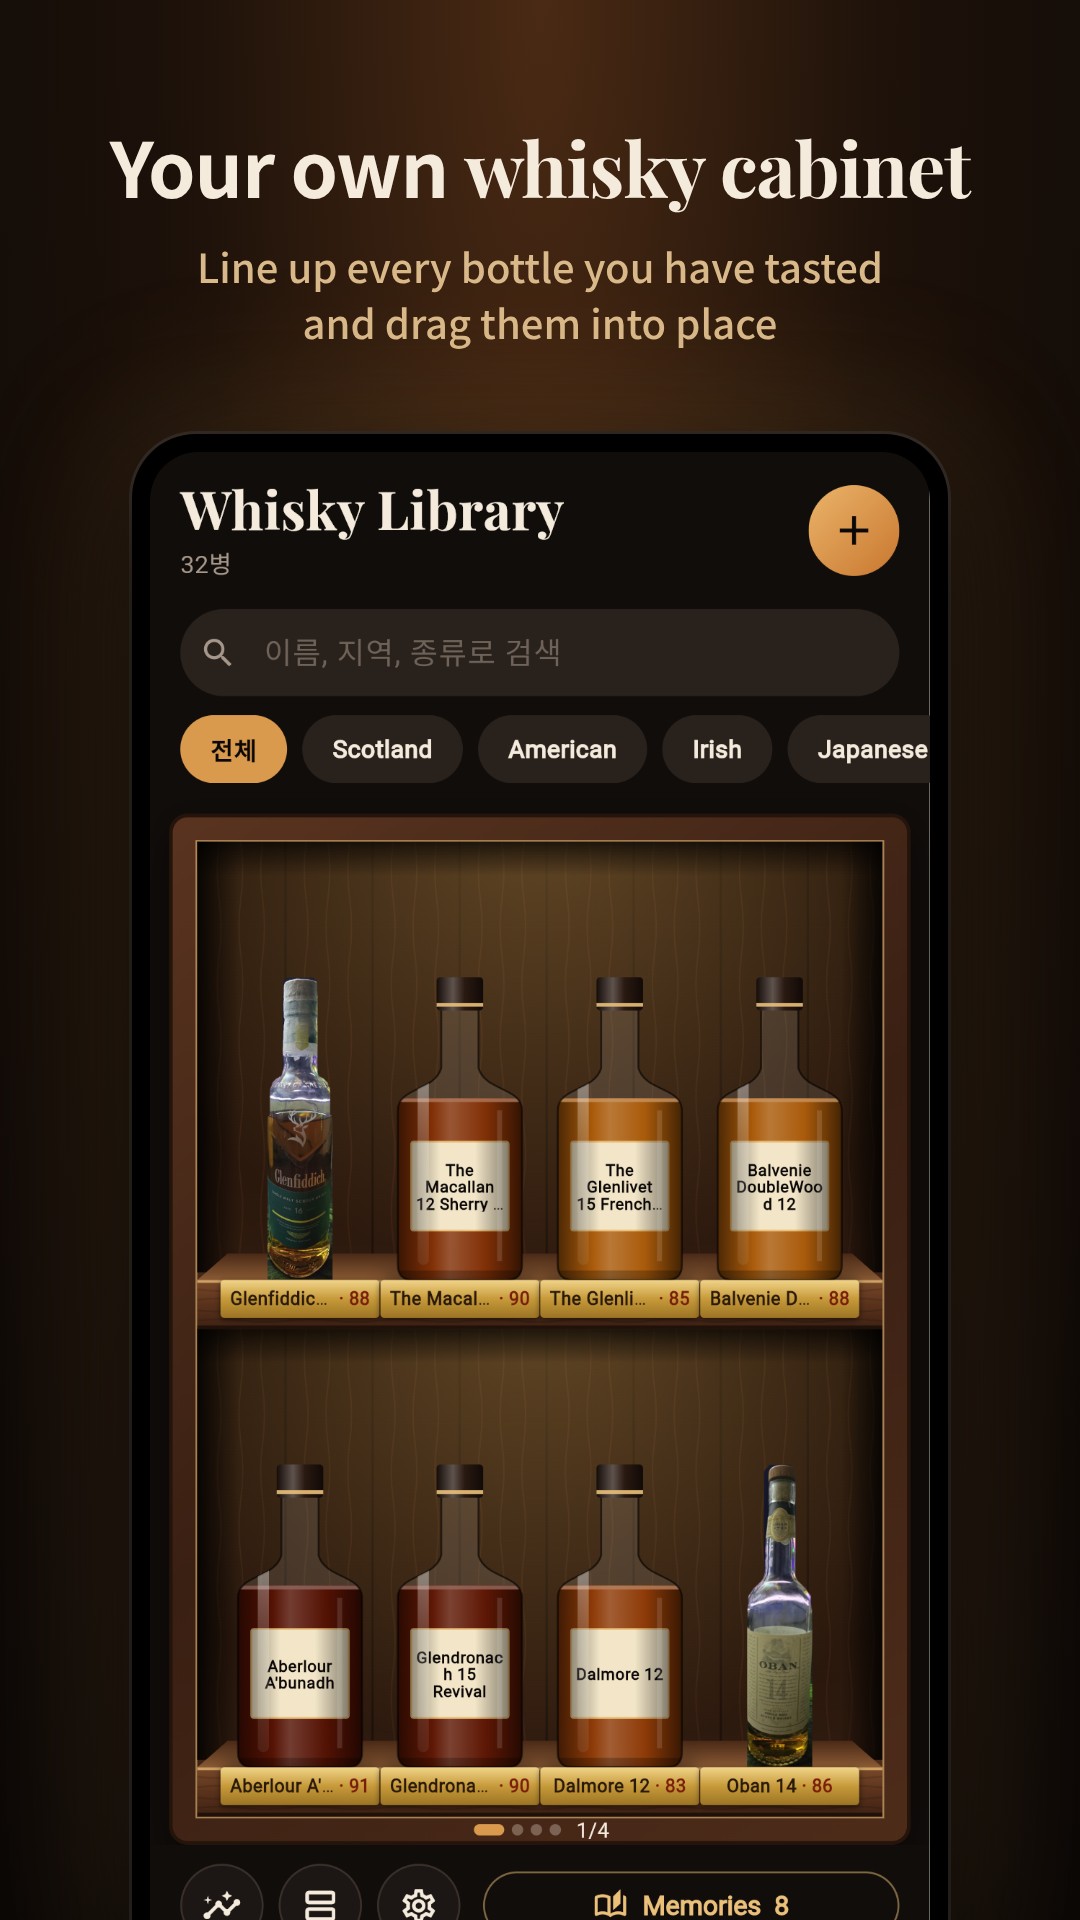 Your own whisky cabinet
Line up every bottle you have tasted
and drag them into place
Whisky Library
32병
이름, 지역, 종류로 검색
전체
Scotland
American
Irish
Japanese
Glenfiddich
16
The
Macallan
12 Sherry ...
The
Glenlivet
15 French...
Balvenie
DoubleWoo
d 12
Glenfiddic... · 88
The Macal... · 90
The Glenli... · 85
Balvenie D... · 88
Aberlour
A'bunadh
Glendronac
h 15
Revival
Dalmore 12
OBAN
14
Aberlour A'... · 91
Glendrona... · 90
Dalmore 12 · 83
Oban 14 · 86
1/4
Memories 8